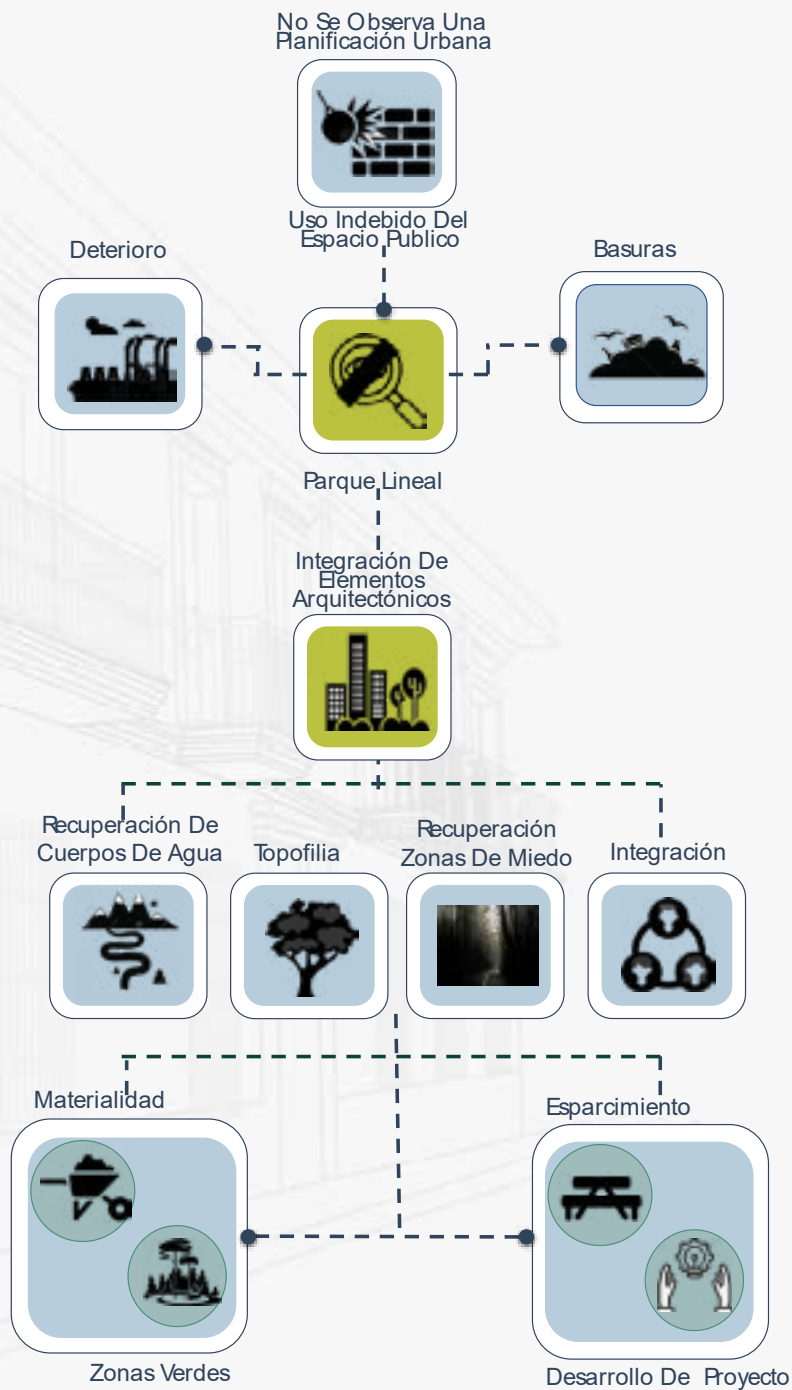 No Se Observa Una
Planificación Urbana
Uso Indebido Del
Espacio Publico
Deterioro
Basuras
Parque Lineal
Integración De
Elementos
Arquitectónicos
Recuperación De
Cuerpos De Agua
Topofilia
Recuperación
Zonas De Miedo
Integración
Materialidad
Esparcimiento
Zonas Verdes
Desarrollo De Proyecto